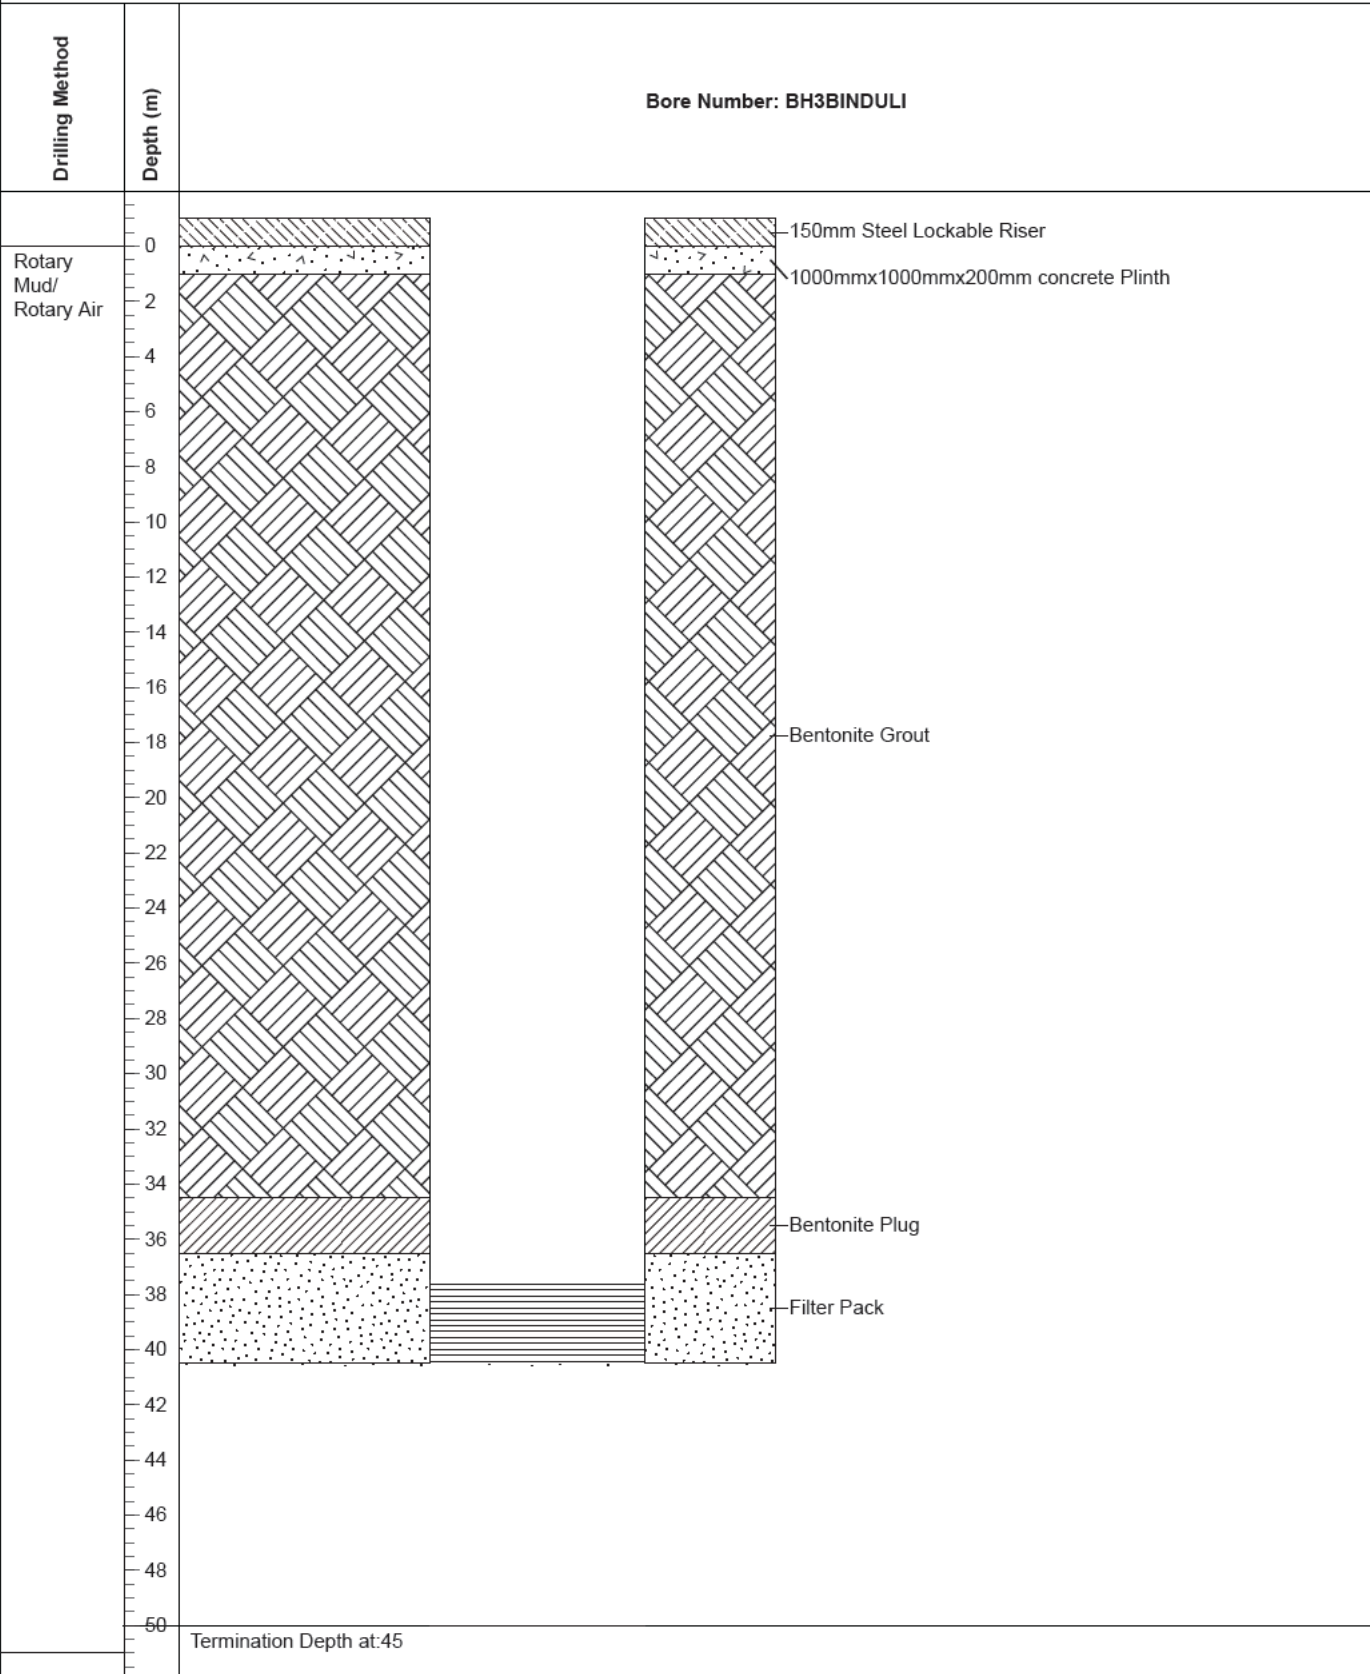 Drilling Method
Depth (m)
Bore Number: BH3BINDULI
150mm Steel Lockable Riser
0
Rotary
Mud/
Rotary Air
1000mmx1000mmx200mm concrete Plinth
2
4
6
8
10
12
14
16
Bentonite Grout
18
20
22
24
26
28
30
32
34
Bentonite Plug
36
38
Filter Pack
40
42
44
46
48
50
Termination Depth at:45